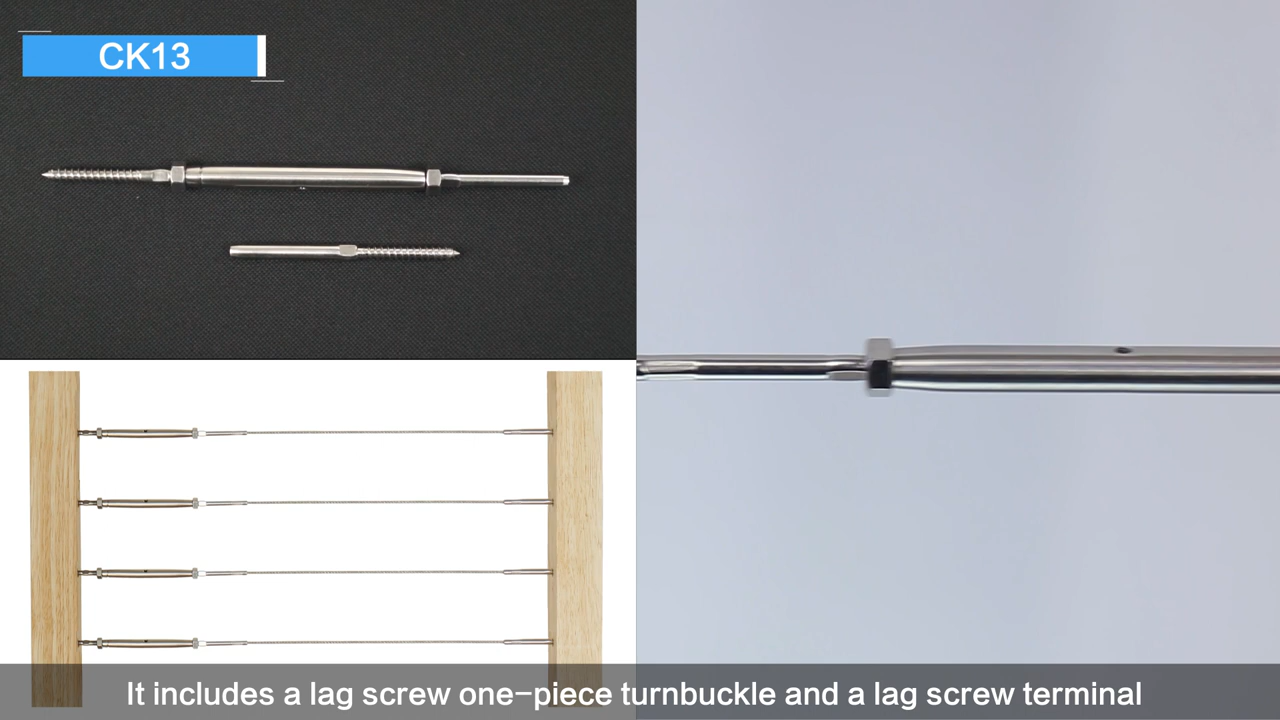 CK13
It includes a lag screw one-piece turnbuckle and a lag screw terminal